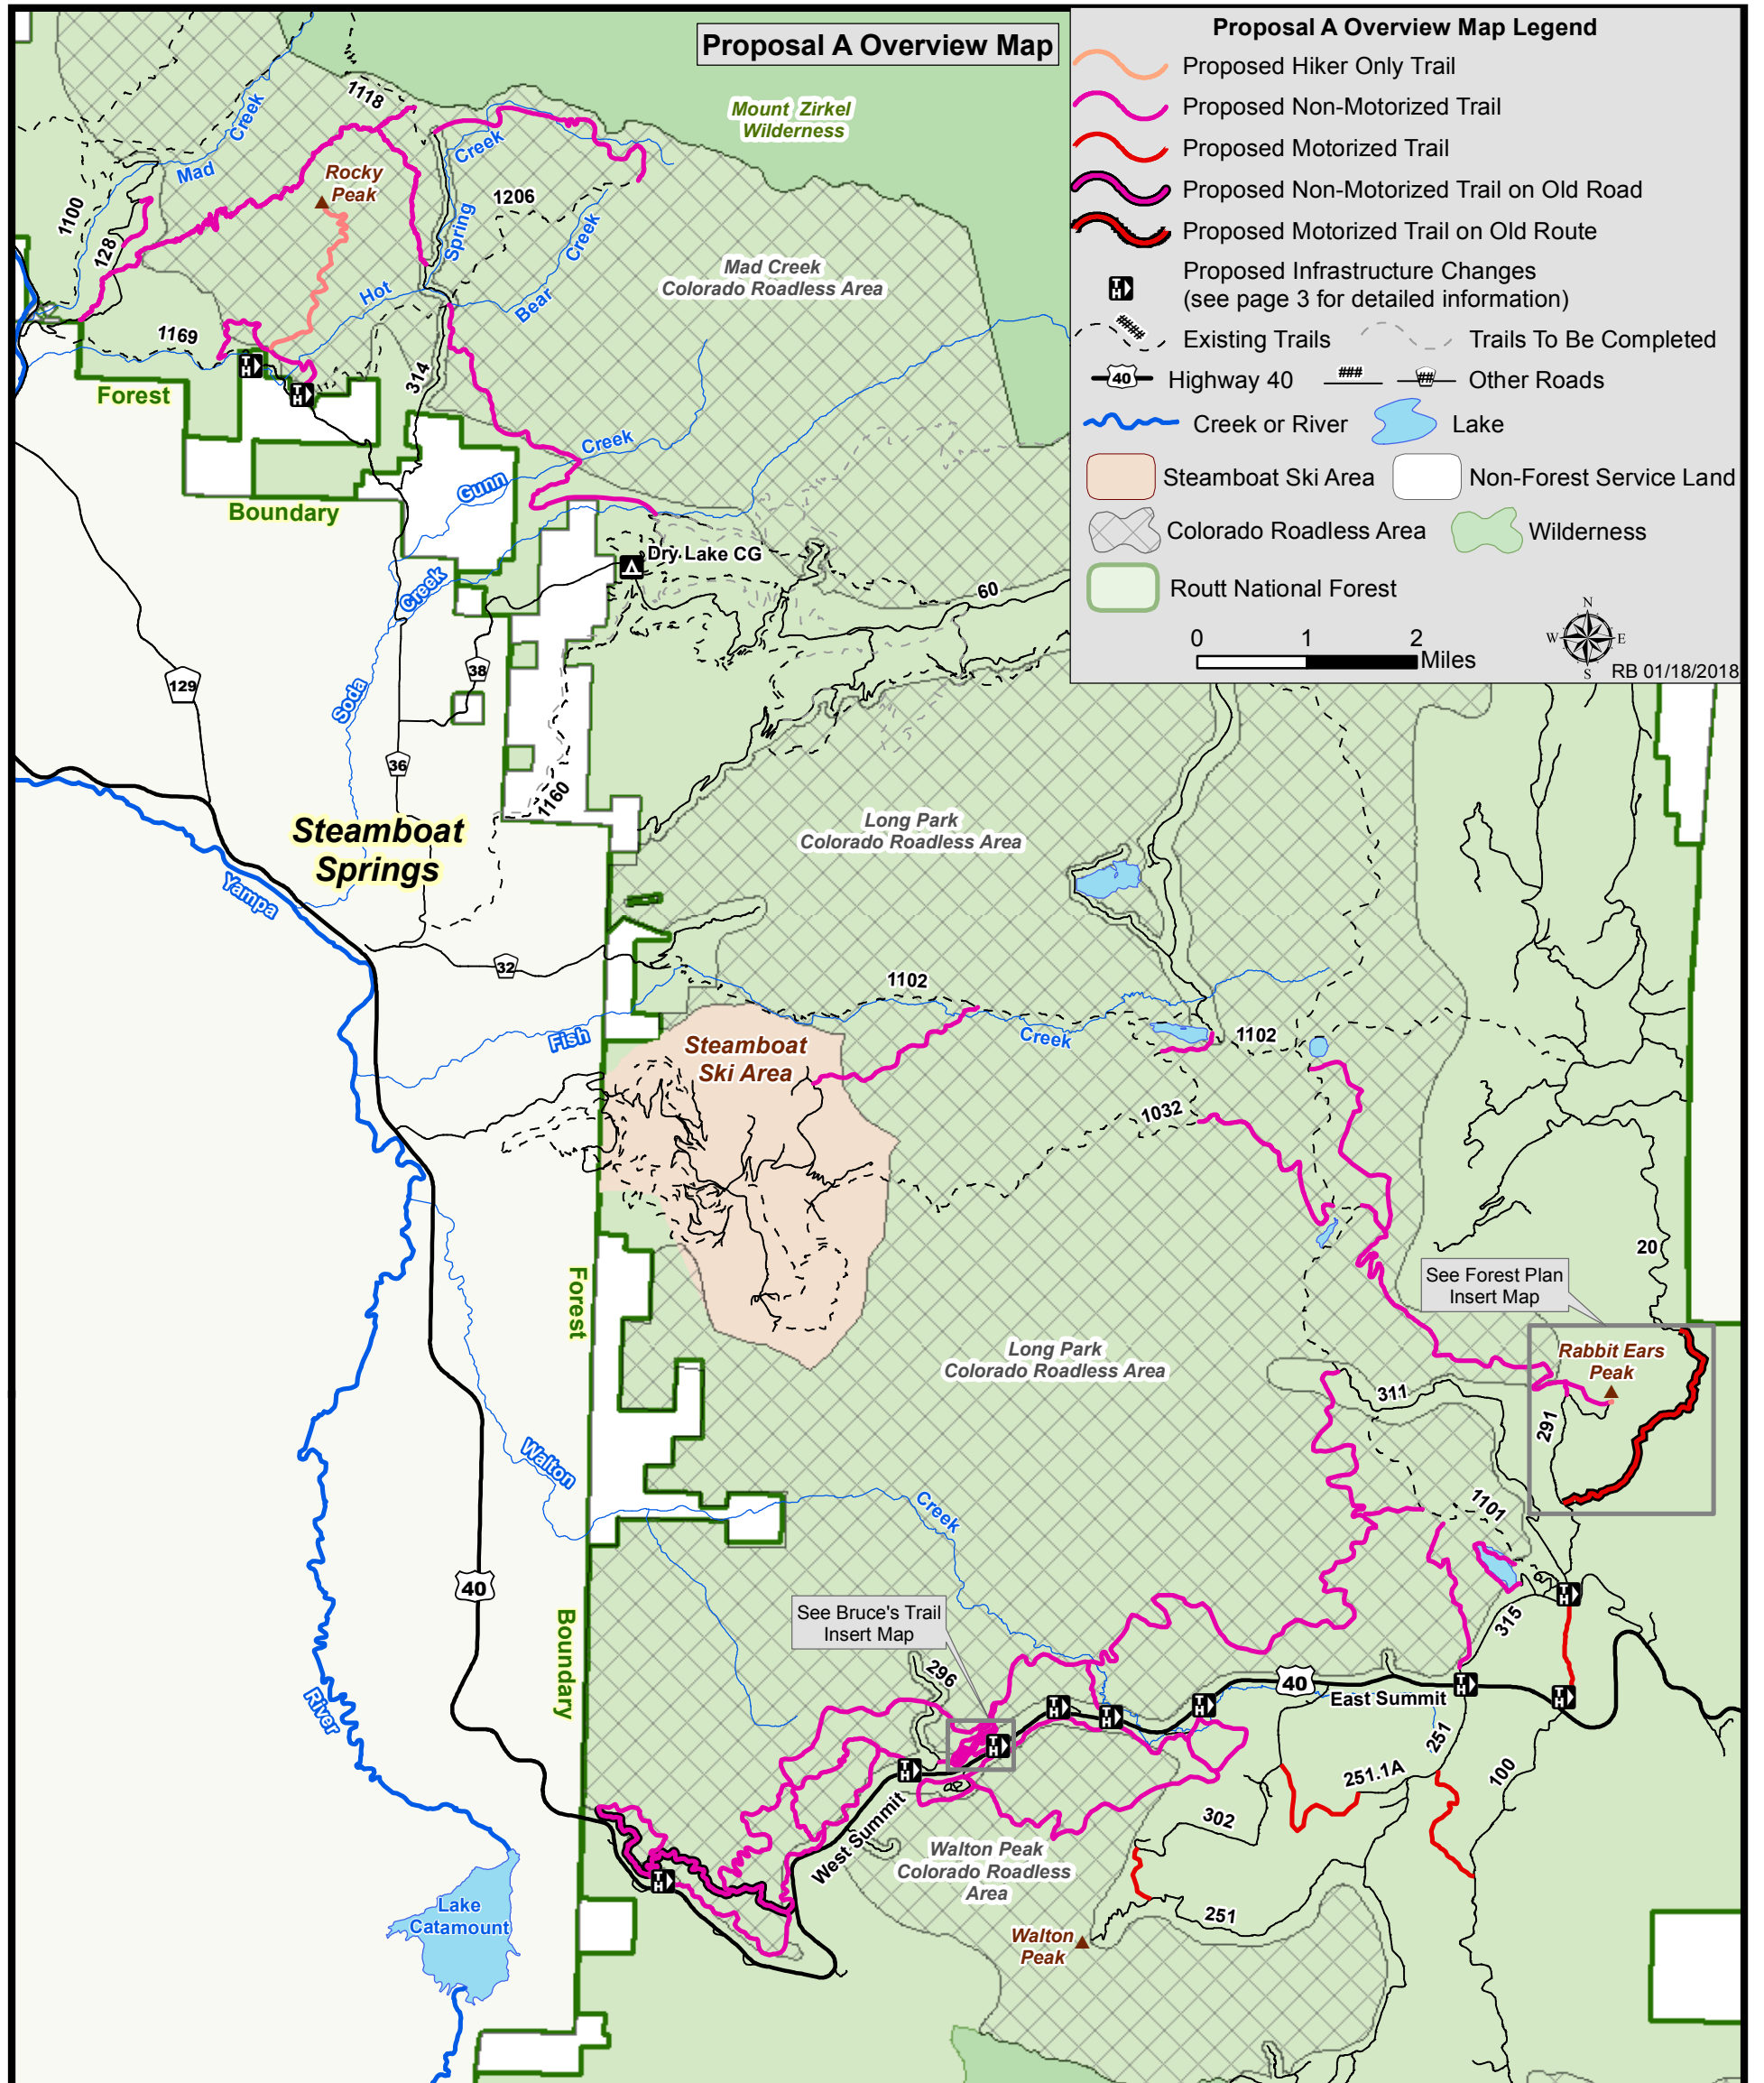 Proposal A Overview Map
Proposal A Overview Map Legend
Proposed Hiker Only Trail
Proposed Non-Motorized Trail
Proposed Motorized Trail
Proposed Non-Motorized Trail on Old Road
Proposed Motorized Trail on Old Route
T H
Proposed Infrastructure Changes
(see page 3 for detailed information)
####
Existing Trails
Trails To Be Completed
40
Highway 40
###
##
Other Roads
Creek or River
Lake
Steamboat Ski Area
Non-Forest Service Land
Colorado Roadless Area
Wilderness
Routt National Forest
0 1 2
Miles
N
W E
S
RB 01/18/2018
Mount Zirkel
Wilderness
1118
Mad Creek
Rocky
Peak
Creek
1206
1100
128
Spring
Creek
Bear
Hot
Mad Creek
Colorado Roadless Area
1169
T H
T H
314
Forest
Boundary
Creek
Gunn
Dry Lake CG
60
Creek
Soda
38
129
36
1160
Steamboat
Springs
Yampa
Long Park
Colorado Roadless Area
32
1102
Fish
Creek
1102
Steamboat
Ski Area
1032
20
See Forest Plan
Insert Map
Forest
Rabbit Ears
Peak
Long Park
Colorado Roadless Area
311
291
Walton
Creek
1101
40
See Bruce's Trail
Insert Map
T H
315
Boundary
296
River
40
East Summit
T H
T H
T H
T H
T H
T H
T H
251
251.1A
100
302
West Summit
Walton Peak
Colorado Roadless
Area
T H
Lake
Catamount
251
Walton
Peak